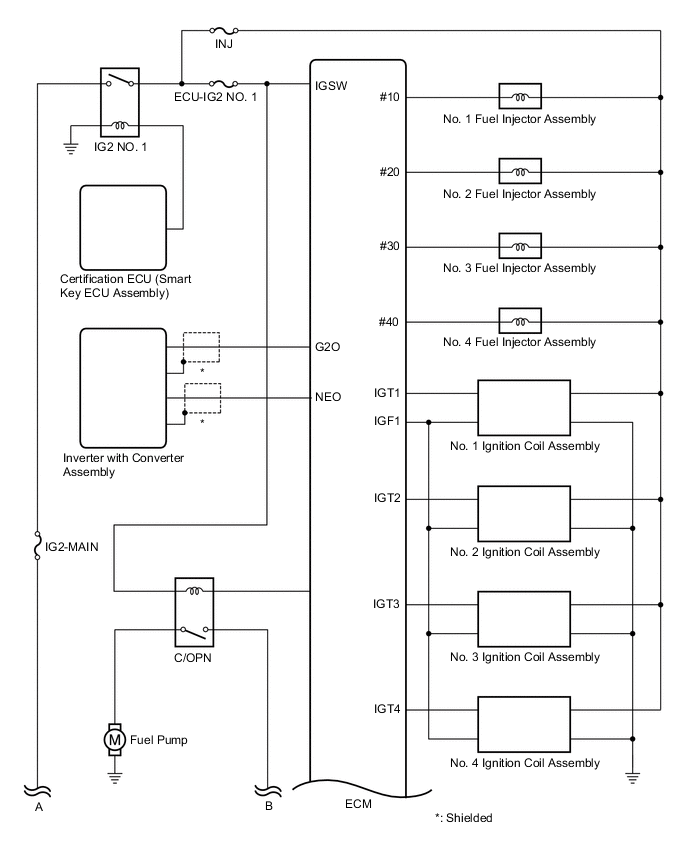 INJ
ECU-IG2 NO. 1
IGSW
#10
No. 1 Fuel Injector Assembly
IG2 NO. 1
#20
No. 2 Fuel Injector Assembly
Certification ECU (Smart
Key ECU Assembly)
#30
No. 3 Fuel Injector Assembly
#40
No. 4 Fuel Injector Assembly
G2O
*
NEO
*
Inverter with Converter
Assembly
IGT1
IGF1
No. 1 Ignition Coil Assembly
IGT2
No. 2 Ignition Coil Assembly
IG2-MAIN
IGT3
No. 3 Ignition Coil Assembly
C/OPN
IGT4
No. 4 Ignition Coil Assembly
M
Fuel Pump
A
B
ECM
*: Shielded